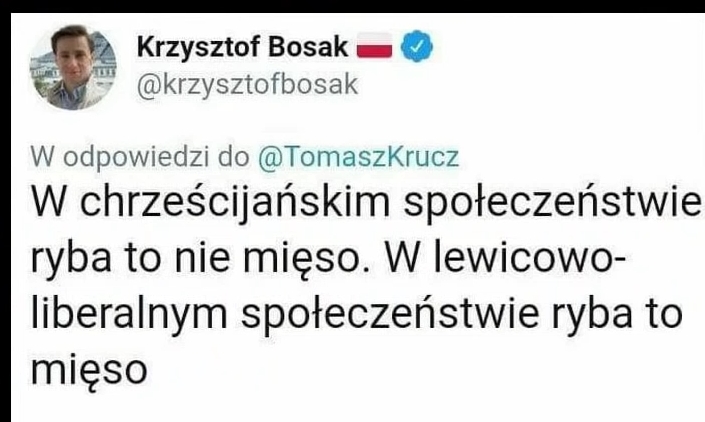 Krzysztof Bosak 🇵🇱
@krzysztofbosak
W odpowiedzi do @TomaszKrucz
W chrześcijańskim społeczeństwie
ryba to nie mięso. W lewicowo-
liberalnym społeczeństwie ryba to
mięso